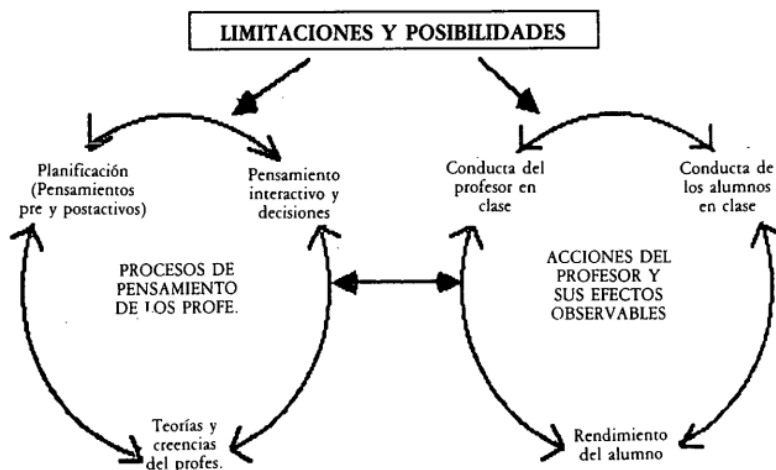 LIMITACIONES Y POSIBILIDADES
Planificación
(Pensamientos
pre y postactivos)
Pensamiento
interactivo y
decisiones
PROCESOS DE
PENSAMIENTO
DE LOS PROFE.
Teorías y
creencias
del profes.
Conducta del
profesor en
clase
Conducta de
los alumnos
en clase
ACCIONES DEL
PROFESOR Y
SUS EFECTOS
OBSERVABLES
Rendimiento
del alumno